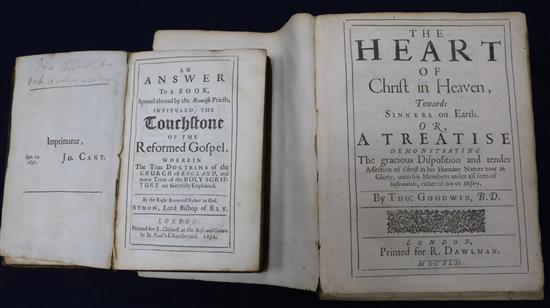 Imprimatur,
Jo. CANT.
AN
ANSWER
To a BOOK,
Spread abroad by the Romish Priests,
INTITULED, THE
Touchstone
OF THE
Reformed Gospel.
WHEREIN
The True DOCTRINE of the
CHURCH of ENGLAND, and
many Texts of the HOLY SCRIP-
TURE are faithfully Explained.
By the Right Reverend Father in God,
SYMON, Lord Bishop of ELY.
LONDON:
Printed for R. Chiswell, at the Rose and Crown
in St. Paul's Church-yard. 1692.
THE
HEART
OF
Christ in Heaven,
Towards
SINNERS on Earth.
OR,
A TREATISE
DEMONSTRATING
The gracious Disposition and tender
Affection of Christ in his Humane Nature now in
Glory, unto his Members under all sorts of
Infirmities, either of sin or misery.
By THO: GOODWIN, B.D.
LONDON,
Printed for R. DAWLMAN.
MDCXLII.